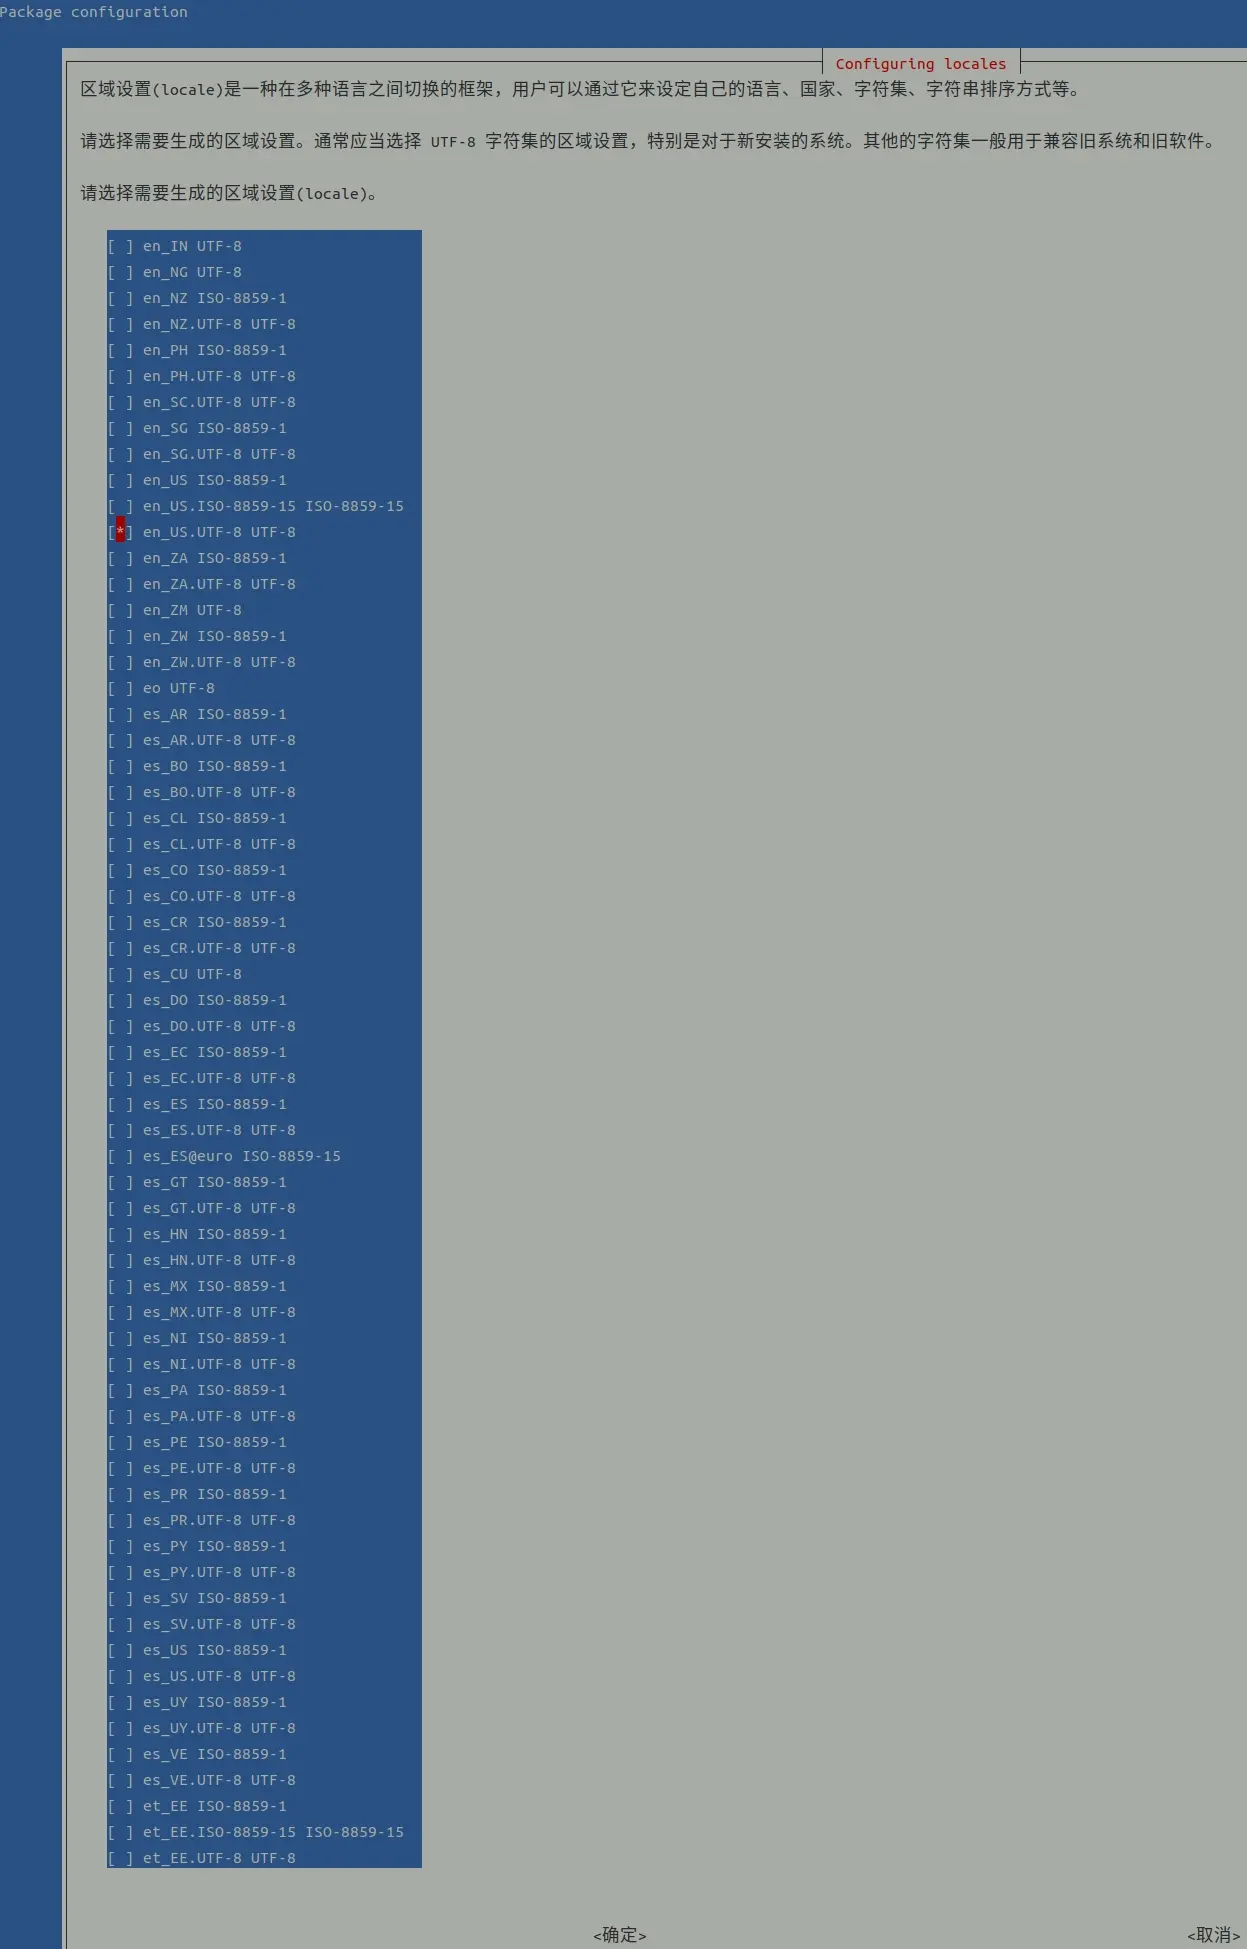 Package configuration
Configuring locales
区域设置(locale)是一种在多种语言之间切换的框架，用户可以通过它来设定自己的语言、国家、字符集、字符串排序方式等。
请选择需要生成的区域设置。通常应当选择 UTF-8 字符集的区域设置，特别是对于新安装的系统。其他的字符集一般用于兼容旧系统和旧软件。
请选择需要生成的区域设置(locale)。
[ ] en_IN UTF-8
[ ] en_NG UTF-8
[ ] en_NZ ISO-8859-1
[ ] en_NZ.UTF-8 UTF-8
[ ] en_PH ISO-8859-1
[ ] en_PH.UTF-8 UTF-8
[ ] en_SC.UTF-8 UTF-8
[ ] en_SG ISO-8859-1
[ ] en_SG.UTF-8 UTF-8
[ ] en_US ISO-8859-1
[ ] en_US.ISO-8859-15 ISO-8859-15
[*] en_US.UTF-8 UTF-8
[ ] en_ZA ISO-8859-1
[ ] en_ZA.UTF-8 UTF-8
[ ] en_ZM UTF-8
[ ] en_ZW ISO-8859-1
[ ] en_ZW.UTF-8 UTF-8
[ ] eo UTF-8
[ ] es_AR ISO-8859-1
[ ] es_AR.UTF-8 UTF-8
[ ] es_BO ISO-8859-1
[ ] es_BO.UTF-8 UTF-8
[ ] es_CL ISO-8859-1
[ ] es_CL.UTF-8 UTF-8
[ ] es_CO ISO-8859-1
[ ] es_CO.UTF-8 UTF-8
[ ] es_CR ISO-8859-1
[ ] es_CR.UTF-8 UTF-8
[ ] es_CU UTF-8
[ ] es_DO ISO-8859-1
[ ] es_DO.UTF-8 UTF-8
[ ] es_EC ISO-8859-1
[ ] es_EC.UTF-8 UTF-8
[ ] es_ES ISO-8859-1
[ ] es_ES.UTF-8 UTF-8
[ ] es_ES@euro ISO-8859-15
[ ] es_GT ISO-8859-1
[ ] es_GT.UTF-8 UTF-8
[ ] es_HN ISO-8859-1
[ ] es_HN.UTF-8 UTF-8
[ ] es_MX ISO-8859-1
[ ] es_MX.UTF-8 UTF-8
[ ] es_NI ISO-8859-1
[ ] es_NI.UTF-8 UTF-8
[ ] es_PA ISO-8859-1
[ ] es_PA.UTF-8 UTF-8
[ ] es_PE ISO-8859-1
[ ] es_PE.UTF-8 UTF-8
[ ] es_PR ISO-8859-1
[ ] es_PR.UTF-8 UTF-8
[ ] es_PY ISO-8859-1
[ ] es_PY.UTF-8 UTF-8
[ ] es_SV ISO-8859-1
[ ] es_SV.UTF-8 UTF-8
[ ] es_US ISO-8859-1
[ ] es_US.UTF-8 UTF-8
[ ] es_UY ISO-8859-1
[ ] es_UY.UTF-8 UTF-8
[ ] es_VE ISO-8859-1
[ ] es_VE.UTF-8 UTF-8
[ ] et_EE ISO-8859-1
[ ] et_EE.ISO-8859-15 ISO-8859-15
[ ] et_EE.UTF-8 UTF-8
<确定> <取消>